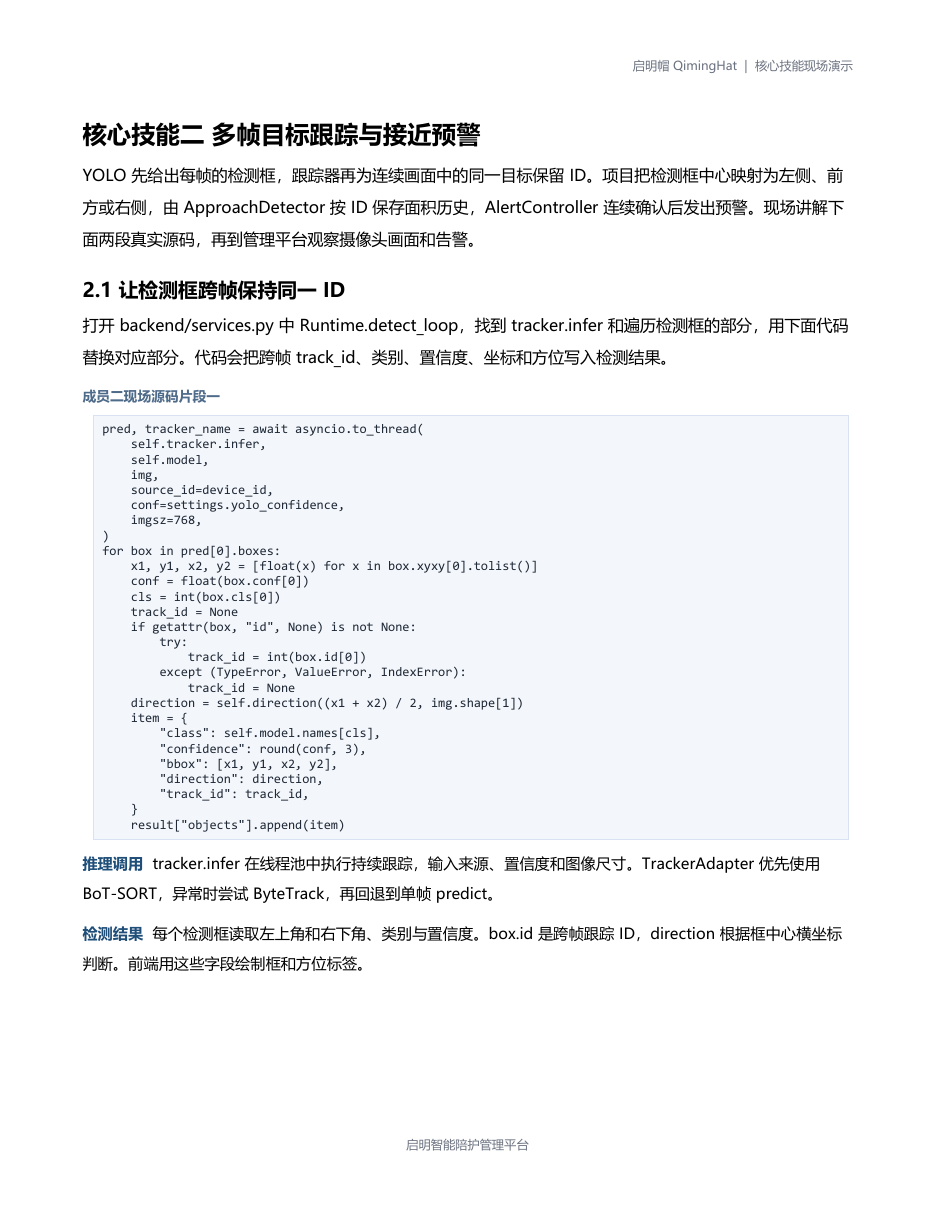 启明帽 QimingHat | 核心技能现场演示
核心技能二 多帧目标跟踪与接近预警
YOLO 先给出每帧的检测框，跟踪器再为连续画面中的同一目标保留 ID。项目把检测框中心映射为左侧、前
方或右侧，由 ApproachDetector 按 ID 保存面积历史，AlertController 连续确认后发出预警。现场讲解下
面两段真实源码，再到管理平台观察摄像头画面和告警。
2.1 让检测框跨帧保持同一 ID
打开 backend/services.py 中 Runtime.detect_loop，找到 tracker.infer 和遍历检测框的部分，用下面代码
替换对应部分。代码会把跨帧 track_id、类别、置信度、坐标和方位写入检测结果。
成员二现场源码片段一
pred, tracker_name = await asyncio.to_thread(
    self.tracker.infer,
    self.model,
    img,
    source_id=device_id,
    conf=settings.yolo_confidence,
    imgsz=768,
)
for box in pred[0].boxes:
    x1, y1, x2, y2 = [float(x) for x in box.xyxy[0].tolist()]
    conf = float(box.conf[0])
    cls = int(box.cls[0])
    track_id = None
    if getattr(box, "id", None) is not None:
        try:
            track_id = int(box.id[0])
        except (TypeError, ValueError, IndexError):
            track_id = None
    direction = self.direction((x1 + x2) / 2, img.shape[1])
    item = {
        "class": self.model.names[cls],
        "confidence": round(conf, 3),
        "bbox": [x1, y1, x2, y2],
        "direction": direction,
        "track_id": track_id,
    }
    result["objects"].append(item)
推理调用 tracker.infer 在线程池中执行持续跟踪，输入来源、置信度和图像尺寸。TrackerAdapter 优先使用
BoT-SORT，异常时尝试 ByteTrack，再回退到单帧 predict。
检测结果 每个检测框读取左上角和右下角、类别与置信度。box.id 是跨帧跟踪 ID，direction 根据框中心横坐标
判断。前端用这些字段绘制框和方位标签。
启明智能陪护管理平台